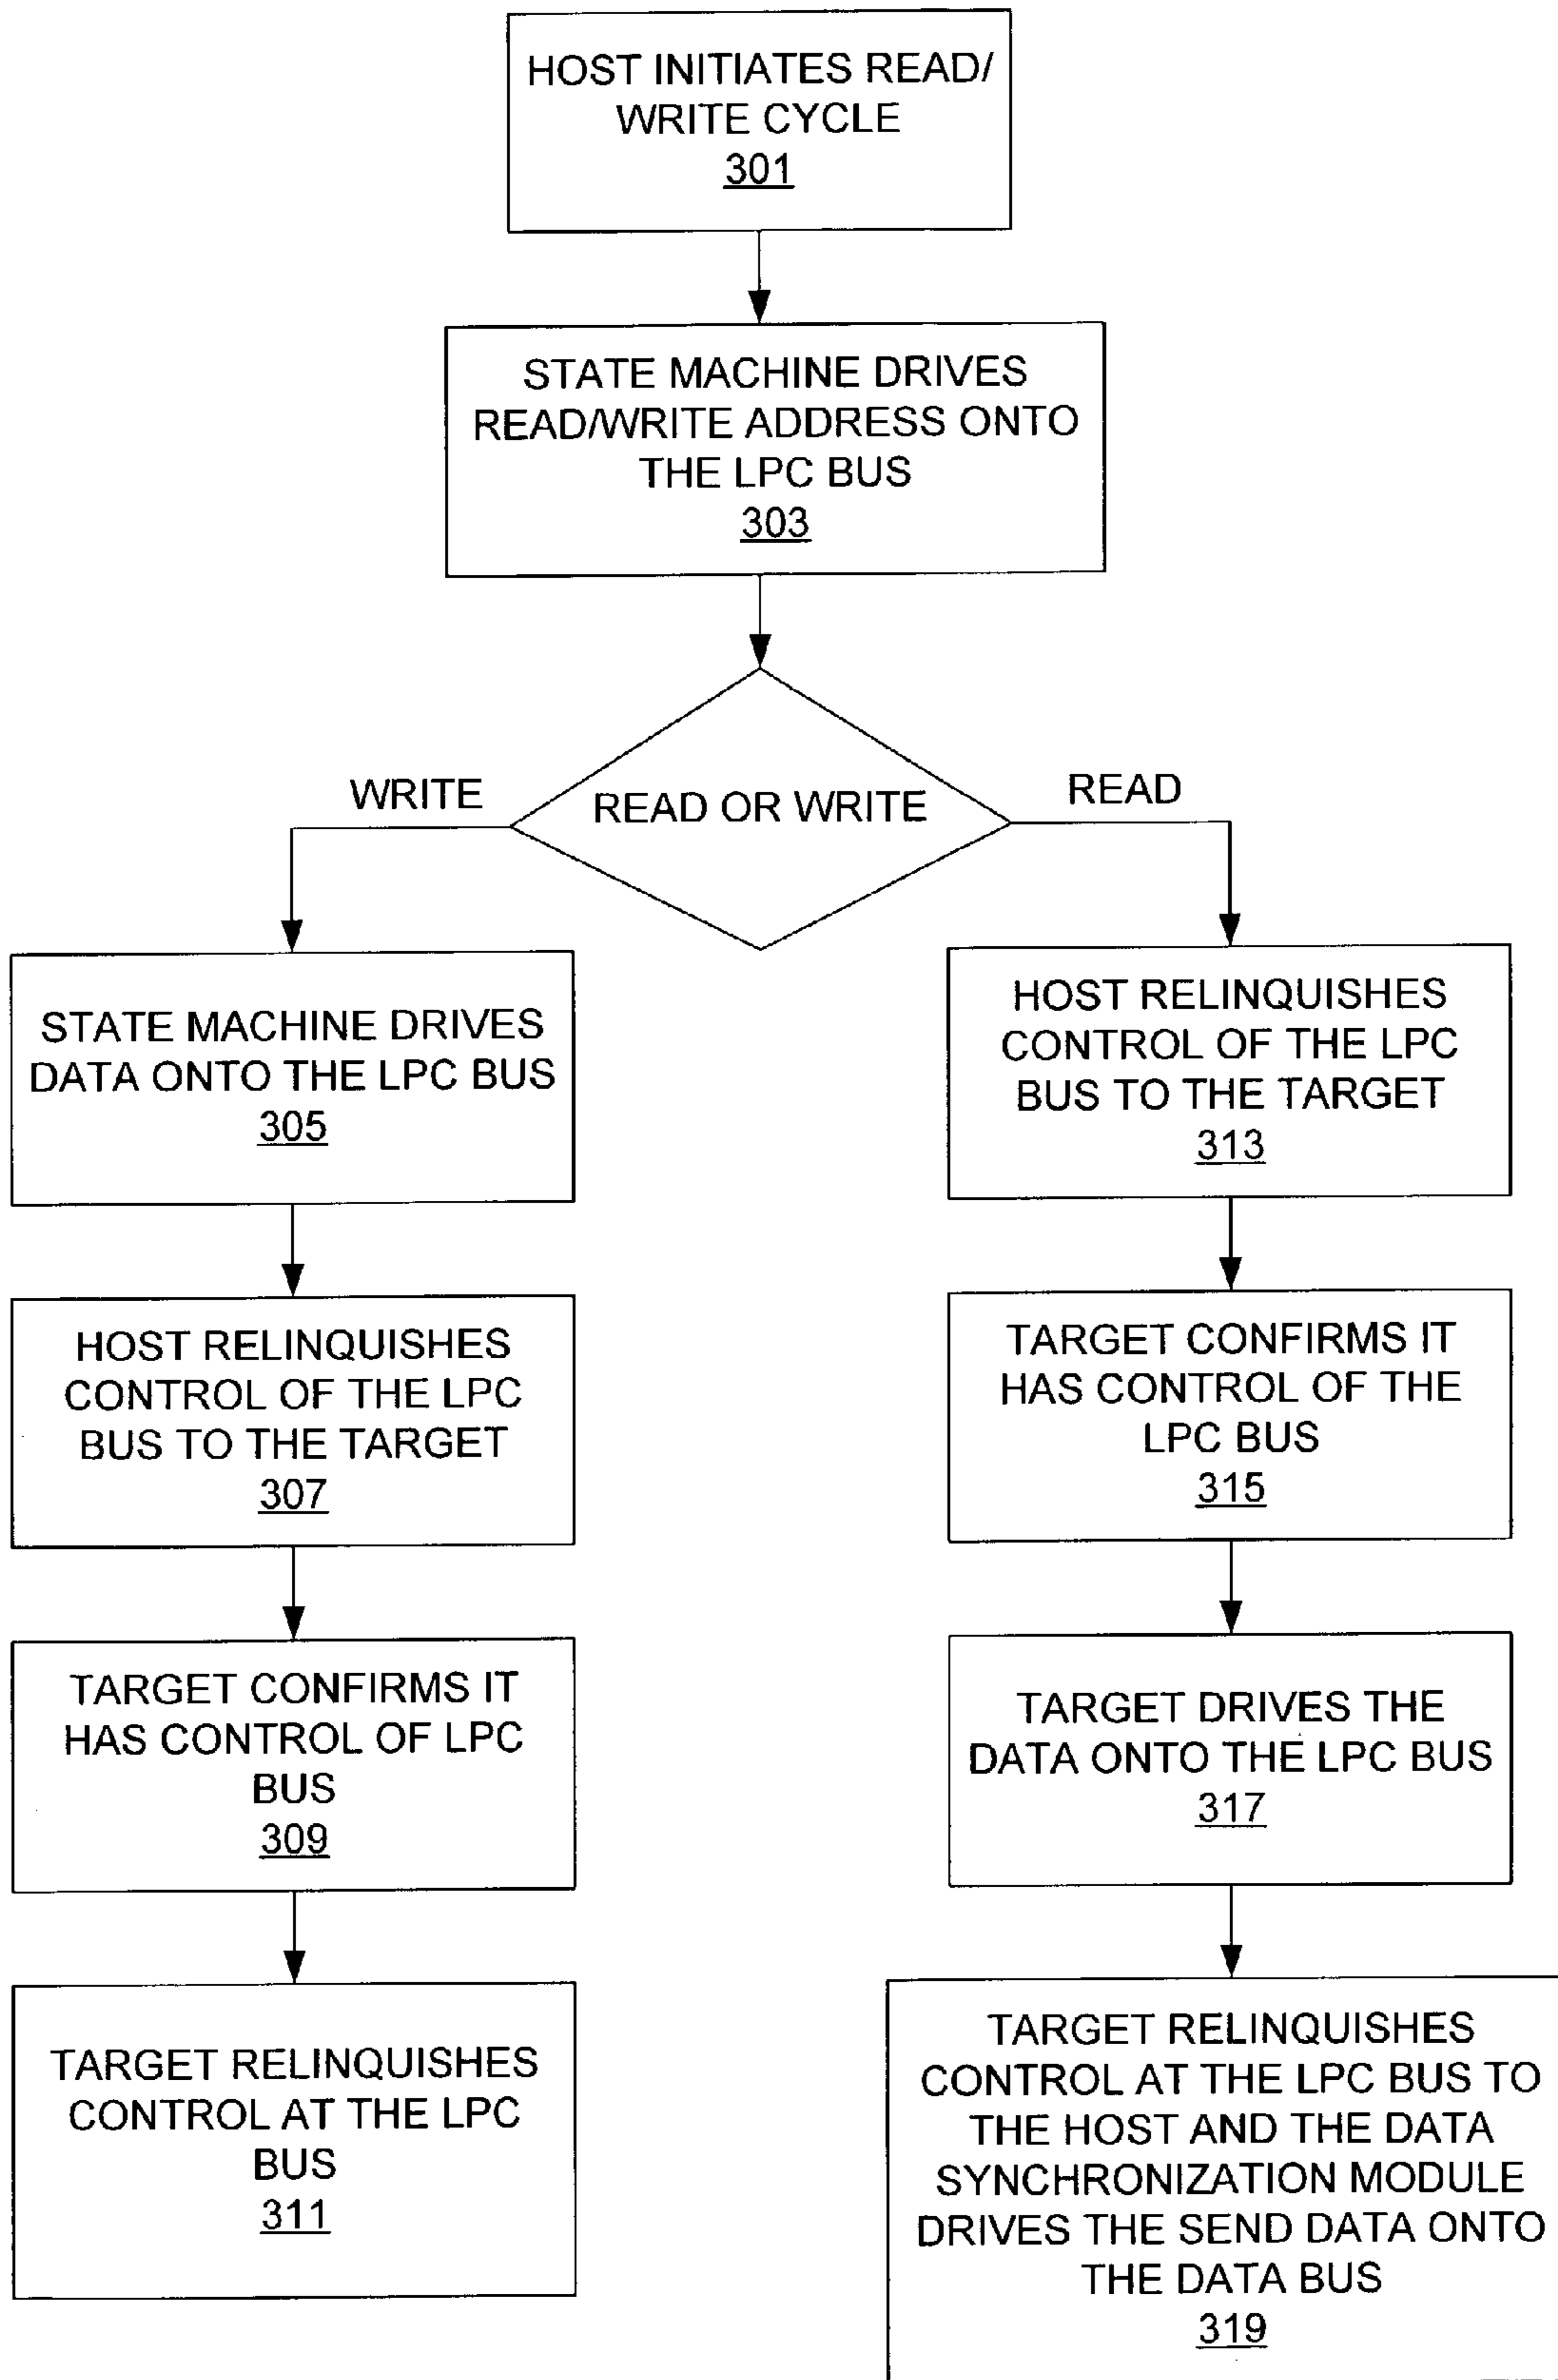 HOST INITIATES READ/
WRITE CYCLE
301
STATE MACHINE DRIVES
READ/WRITE ADDRESS ONTO
THE LPC BUS
303
READ OR WRITE
WRITE
READ
STATE MACHINE DRIVES
DATA ONTO THE LPC BUS
305
HOST RELINQUISHES
CONTROL OF THE LPC
BUS TO THE TARGET
307
TARGET CONFIRMS IT
HAS CONTROL OF LPC
BUS
309
TARGET RELINQUISHES
CONTROL AT THE LPC
BUS
311
HOST RELINQUISHES
CONTROL OF THE LPC
BUS TO THE TARGET
313
TARGET CONFIRMS IT
HAS CONTROL OF THE
LPC BUS
315
TARGET DRIVES THE
DATA ONTO THE LPC BUS
317
TARGET RELINQUISHES
CONTROL AT THE LPC BUS TO
THE HOST AND THE DATA
SYNCHRONIZATION MODULE
DRIVES THE SEND DATA ONTO
THE DATA BUS
319